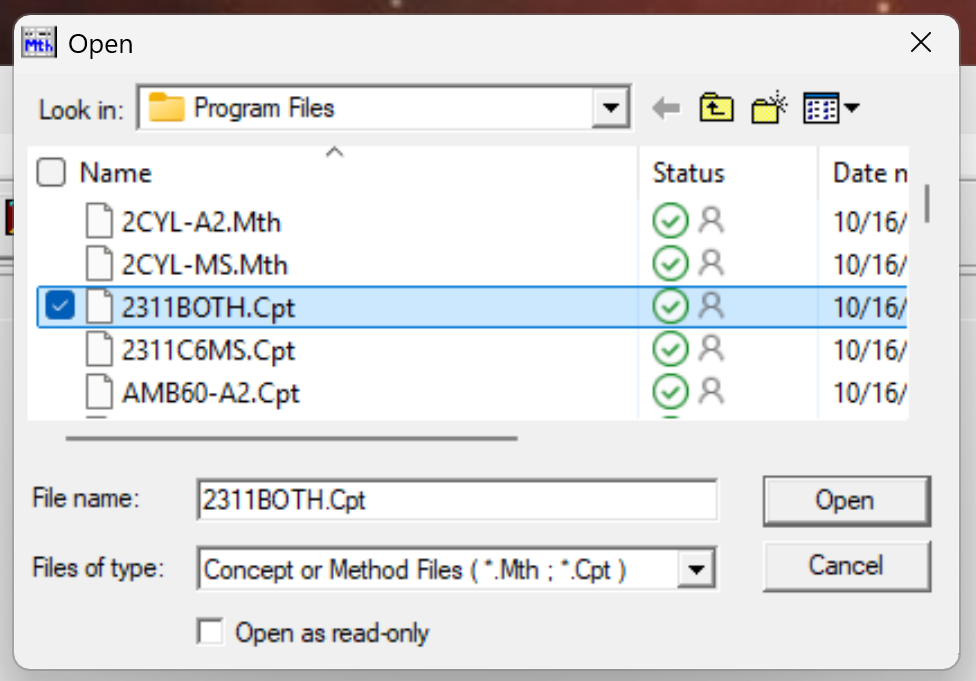 Mth Open
Look in: Program Files
Name Status Date n
2CYL-A2.Mth 10/16/
2CYL-MS.Mth 10/16/
2311BOTH.Cpt 10/16/
2311C6MS.Cpt 10/16/
AMB60-A2.Cpt 10/16/
File name: 2311BOTH.Cpt Open
Files of type: Concept or Method Files ( *.Mth ; *.Cpt ) Cancel
Open as read-only